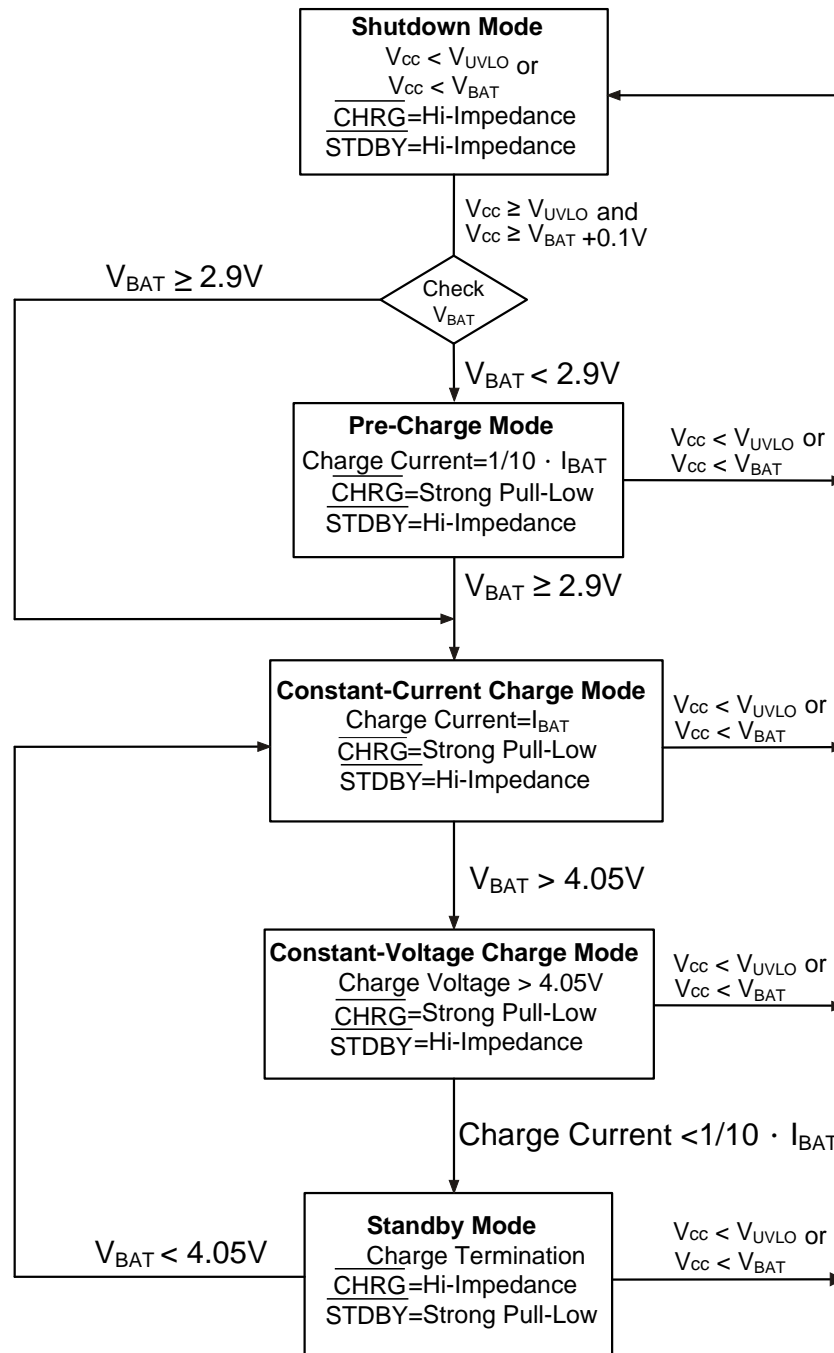 Shutdown Mode
Vcc < VUVLO or
Vcc < VBAT
CHRG=Hi-Impedance
STDBY=Hi-Impedance
Vcc ≥ VUVLO and
Vcc ≥ VBAT +0.1V
VBAT ≥ 2.9V
Check
VBAT
VBAT < 2.9V
Pre-Charge Mode
Charge Current=1/10 · IBAT
CHRG=Strong Pull-Low
STDBY=Hi-Impedance
Vcc < VUVLO or
Vcc < VBAT
VBAT ≥ 2.9V
Constant-Current Charge Mode
Charge Current=IBAT
CHRG=Strong Pull-Low
STDBY=Hi-Impedance
Vcc < VUVLO or
Vcc < VBAT
VBAT > 4.05V
Constant-Voltage Charge Mode
Charge Voltage > 4.05V
CHRG=Strong Pull-Low
STDBY=Hi-Impedance
Vcc < VUVLO or
Vcc < VBAT
Charge Current <1/10 · IBAT
Standby Mode
Charge Termination
CHRG=Hi-Impedance
STDBY=Strong Pull-Low
VBAT < 4.05V
Vcc < VUVLO or
Vcc < VBAT